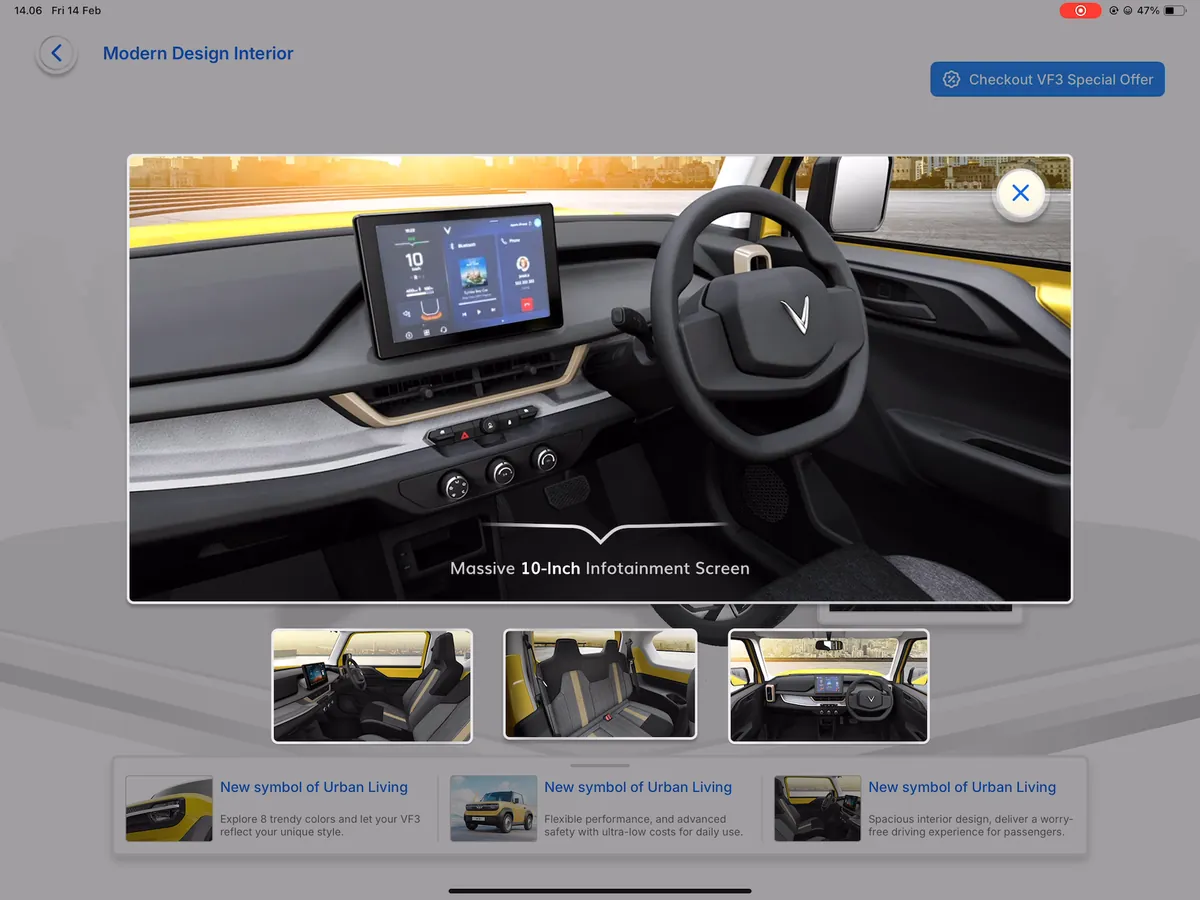 14.06 Fri 14 Feb
47%
Modern Design Interior
Checkout VF3 Special Offer
10
Bluetooth
Phone
Massive 10-Inch Infotainment Screen
New symbol of Urban Living
Explore 8 trendy colors and let your VF3
reflect your unique style.
New symbol of Urban Living
Flexible performance, and advanced
safety with ultra-low costs for daily use.
New symbol of Urban Living
Spacious interior design, deliver a worry-
free driving experience for passengers.